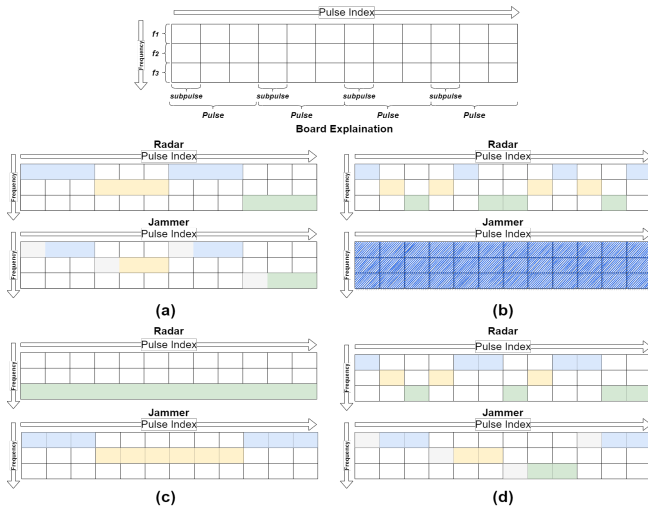 Pulse Index
Frequency
f1
f2
f3
subpulse subpulse subpulse subpulse
Pulse Pulse Pulse Pulse
Board Explaination
Radar
Pulse Index
Frequency
Jammer
Pulse Index
Frequency
(a)
Radar
Pulse Index
Frequency
Jammer
Pulse Index
Frequency
(b)
Radar
Pulse Index
Frequency
Jammer
Pulse Index
Frequency
(c)
Radar
Pulse Index
Frequency
Jammer
Pulse Index
Frequency
(d)